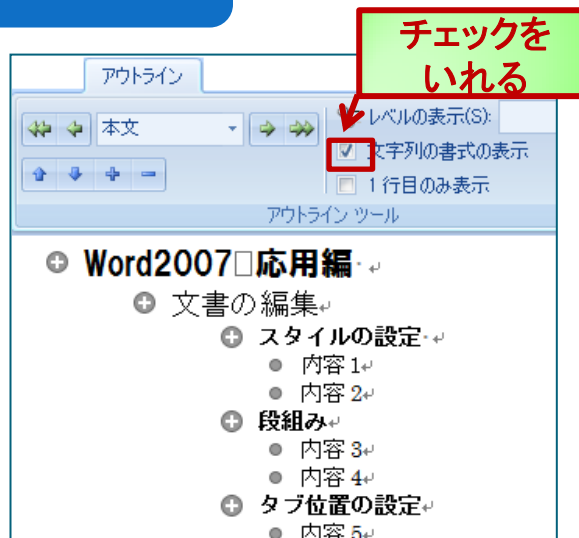 チェックを
いれる
アウトライン
本文
レベルの表示(S):
文字列の書式の表示
1 行目のみ表示
アウトライン ツール
Word2007□応用編
文書の編集
スタイルの設定
内容 1
内容 2
段組み
内容 3
内容 4
タブ位置の設定
内容 5